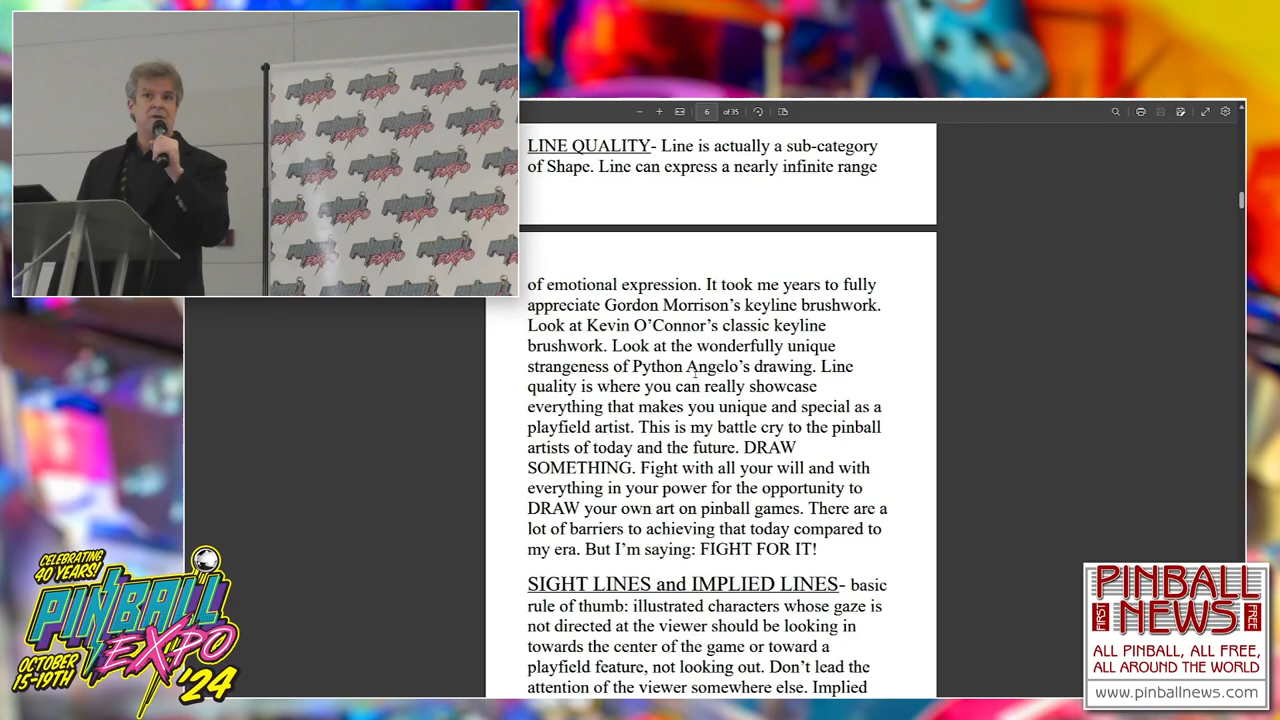 6 of 35
LINE QUALITY- Line is actually a sub-category
of Shape. Line can express a nearly infinite range
of emotional expression. It took me years to fully
appreciate Gordon Morrison’s keyline brushwork.
Look at Kevin O’Connor’s classic keyline
brushwork. Look at the wonderfully unique
strangeness of Python Angelo’s drawing. Line
quality is where you can really showcase
everything that makes you unique and special as a
playfield artist. This is my battle cry to the pinball
artists of today and the future. DRAW
SOMETHING. Fight with all your will and with
everything in your power for the opportunity to
DRAW your own art on pinball games. There are a
lot of barriers to achieving that today compared to
my era. But I’m saying: FIGHT FOR IT!
SIGHT LINES and IMPLIED LINES- basic
rule of thumb: illustrated characters whose gaze is
not directed at the viewer should be looking in
towards the center of the game or toward a
playfield feature, not looking out. Don’t lead the
attention of the viewer somewhere else. Implied
PINBALL
EXPO
CELEBRATING
40 YEARS!
PINBALL
EXPO
OCTOBER
15-19TH
'24
PINBALL
FIRST NEWS FREE
ALL PINBALL, ALL FREE,
ALL AROUND THE WORLD
www.pinballnews.com